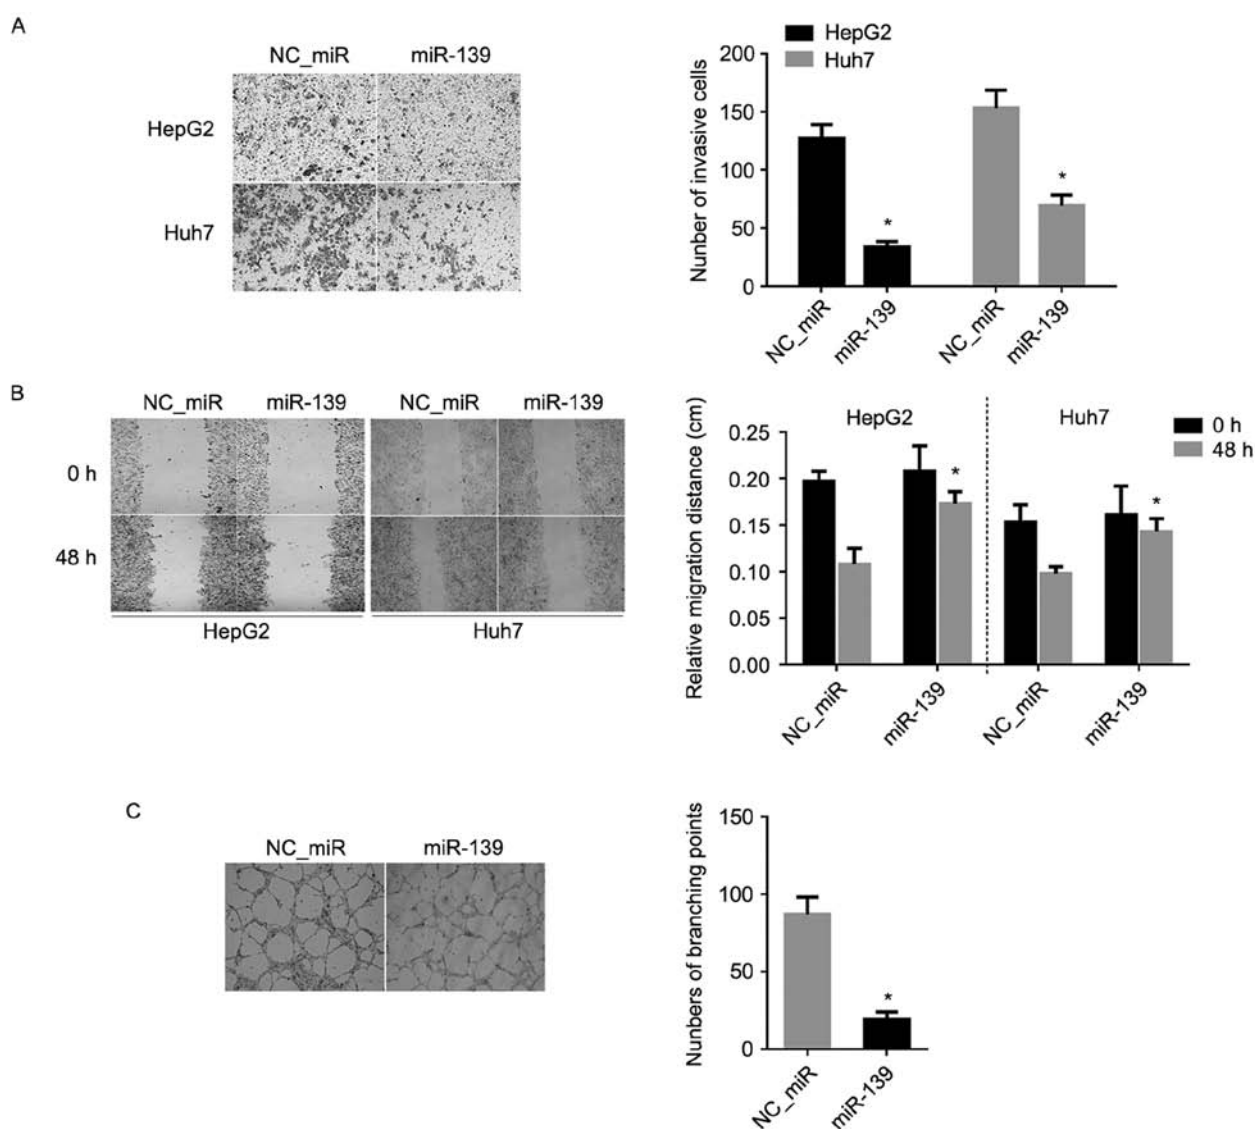 A
NC_miR miR-139
HepG2
Huh7
HepG2
Huh7
Nunber of invasive cells
200
150
100
50
0
NC_miR miR-139 NC_miR miR-139
B
NC_miR miR-139 NC_miR miR-139
0 h
48 h
HepG2 Huh7
HepG2 Huh7
0 h
48 h
Relative migration distance (cm)
0.25
0.20
0.15
0.10
0.05
0.00
* *
NC_miR miR-139 NC_miR miR-139
* *
C
NC_miR miR-139
Nunbers of branching points
150
100
50
0
*
NC_miR miR-139